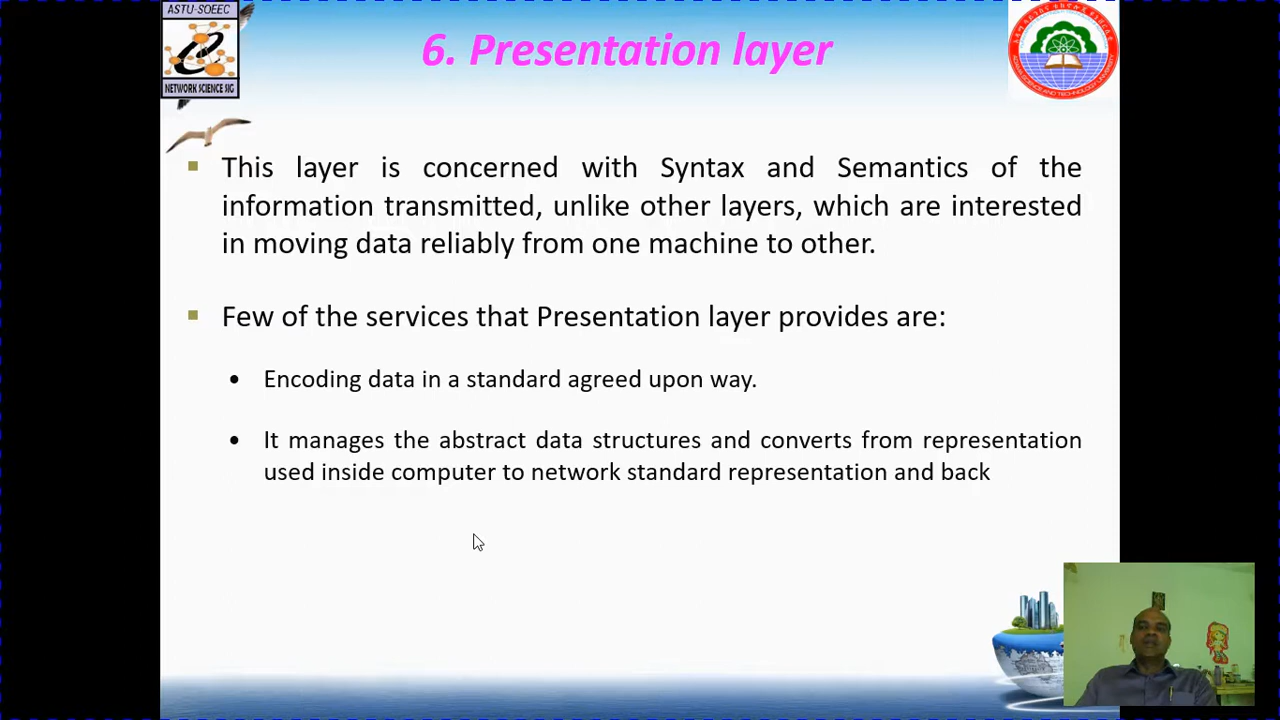 ASTU-SOEEC
NETWORK SCIENCE SIG
6. Presentation layer
This layer is concerned with Syntax and Semantics of the
information transmitted, unlike other layers, which are interested
in moving data reliably from one machine to other.
Few of the services that Presentation layer provides are:
Encoding data in a standard agreed upon way.
It manages the abstract data structures and converts from representation
used inside computer to network standard representation and back